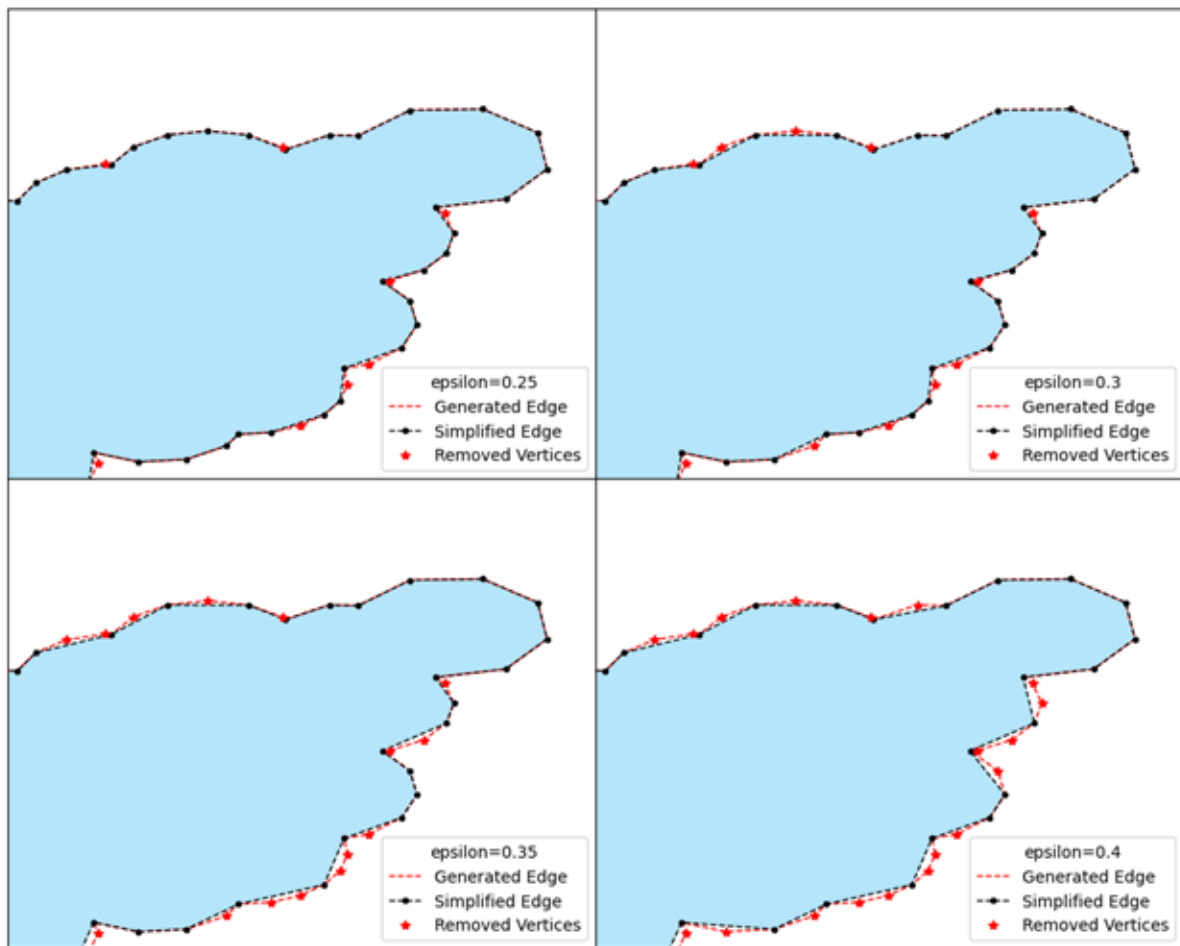 epsilon=0.25
Generated Edge
Simplified Edge
Removed Vertices
epsilon=0.3
Generated Edge
Simplified Edge
Removed Vertices
epsilon=0.35
Generated Edge
Simplified Edge
Removed Vertices
epsilon=0.4
Generated Edge
Simplified Edge
Removed Vertices